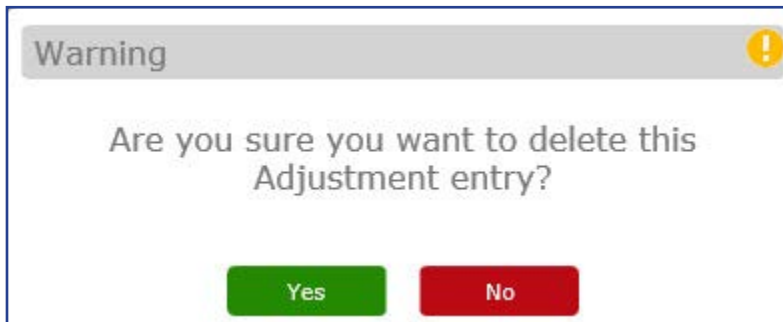 Warning
Are you sure you want to delete this
Adjustment entry?
Yes No